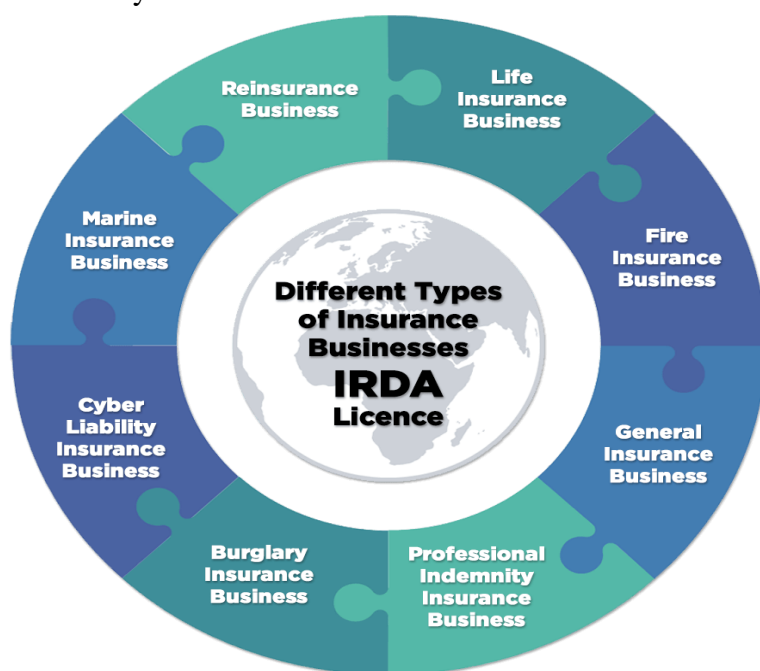 Reinsurance
Business
Life
Insurance
Business
Fire
Insurance
Business
General
Insurance
Business
Professional
Indemnity
Insurance
Business
Burglary
Insurance
Business
Cyber
Liability
Insurance
Business
Marine
Insurance
Business
Different Types
of Insurance
Businesses
IRDA
Licence